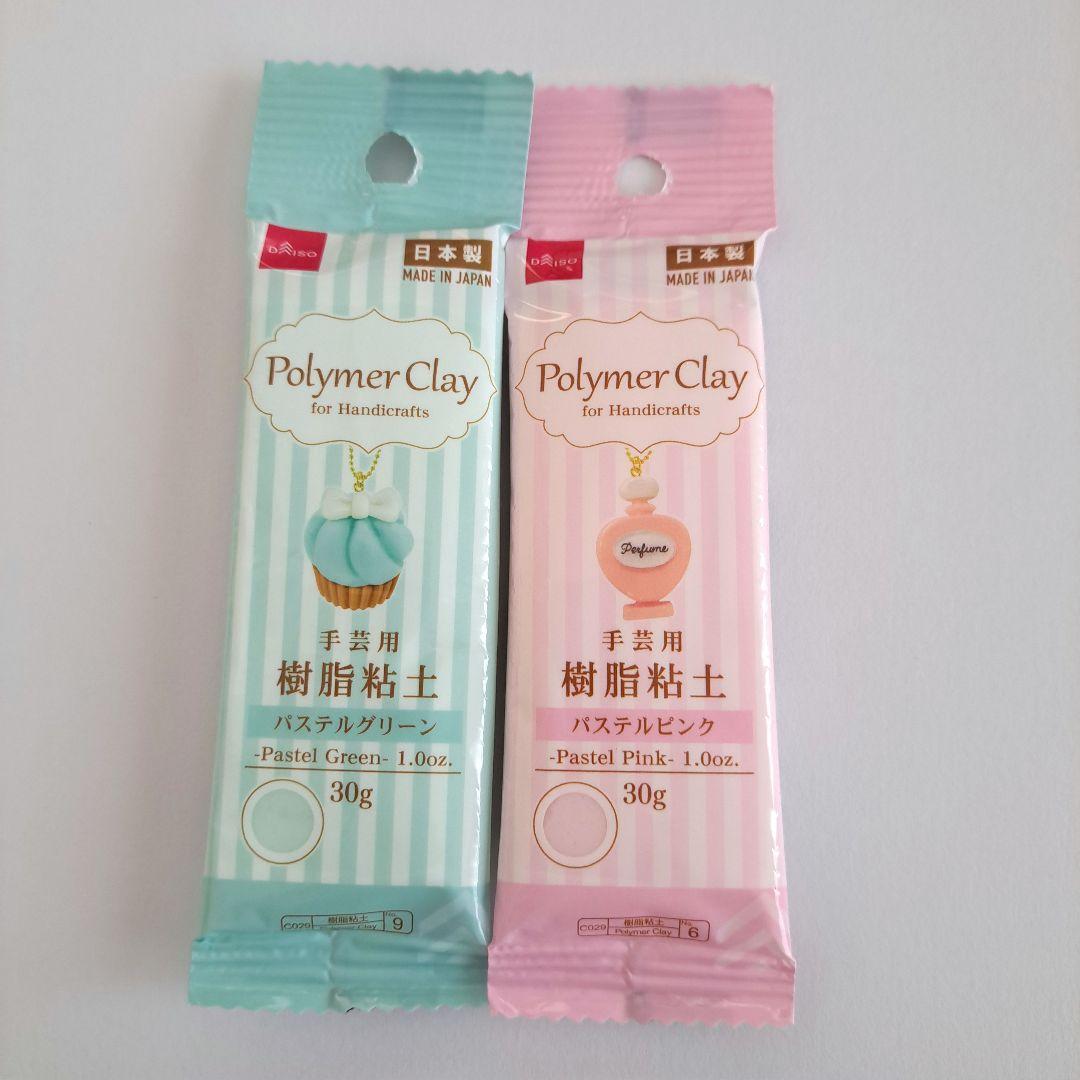 DAISO
日本製
MADE IN JAPAN
Polymer Clay
for Handicrafts
手芸用
樹脂粘土
パステルグリーン
-Pastel Green- 1.0oz.
30g
C029 樹脂粘土 No.
Polymer Clay 9
DAISO
日本製
MADE IN JAPAN
Polymer Clay
for Handicrafts
Perfume
手芸用
樹脂粘土
パステルピンク
-Pastel Pink- 1.0oz.
30g
C029 樹脂粘土 No.
Polymer Clay 6